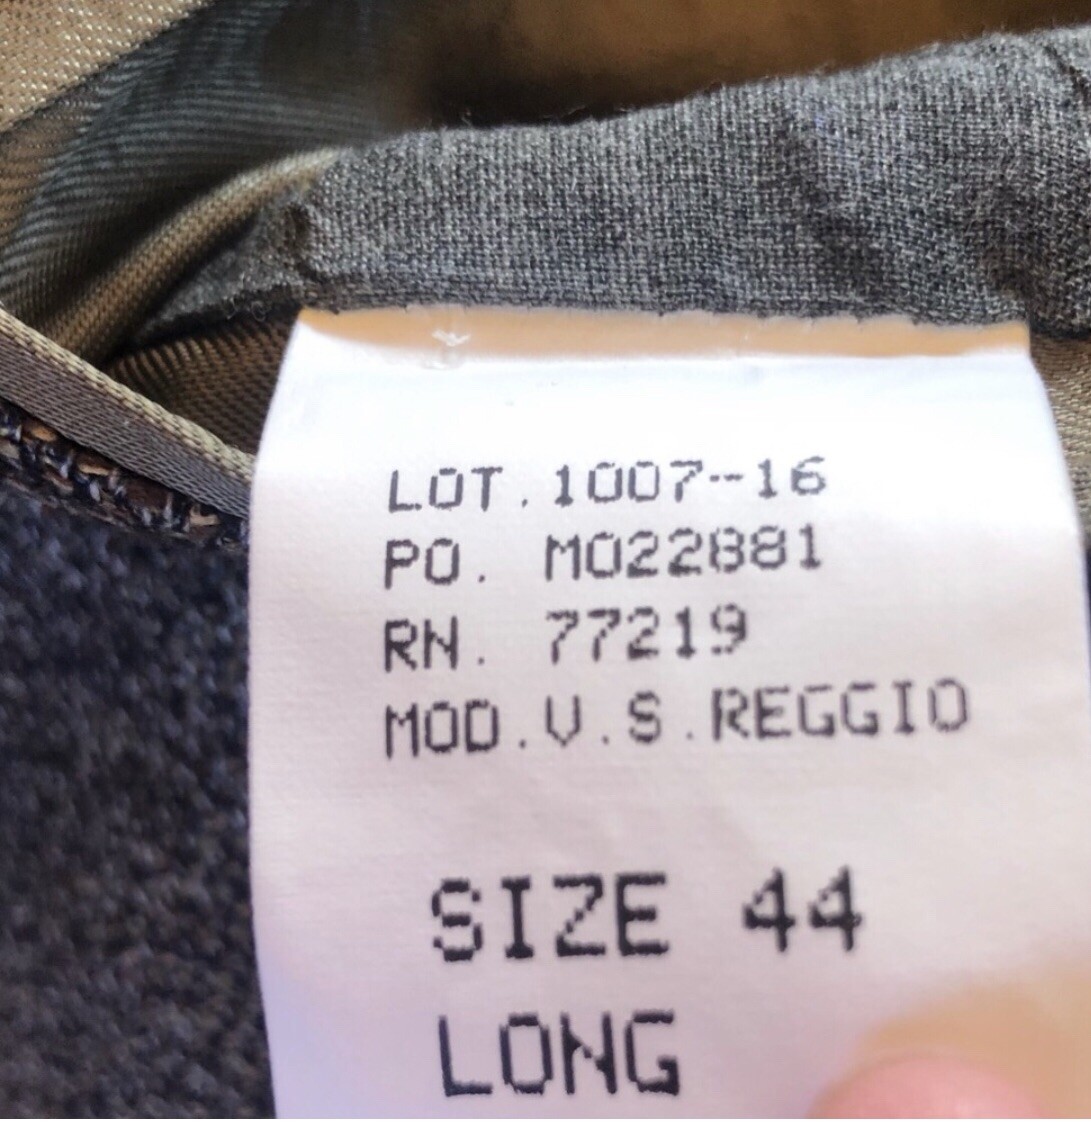 LOT.1007--16
PO. M022881
RN. 77219
MOD.V.S.REGGIO
SIZE 44
LONG